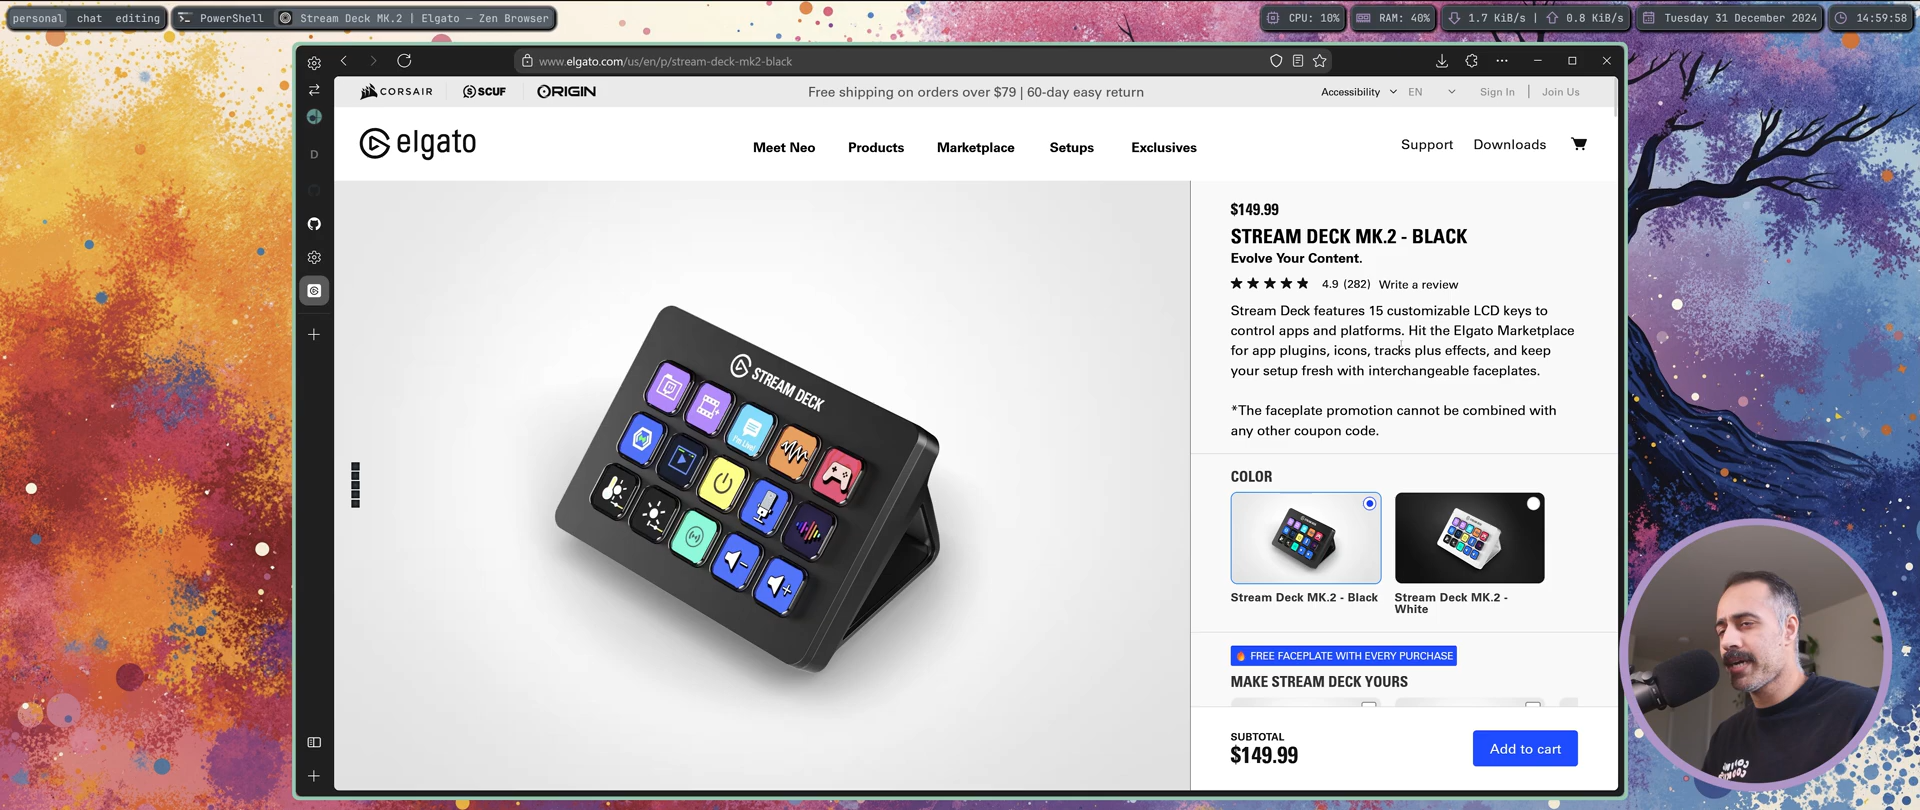 personal chat editing
PowerShell
Stream Deck MK.2 | Elgato — Zen Browser
CPU: 10%
RAM: 40%
1.7 KiB/s | 0.8 KiB/s
Tuesday 31 December 2024
14:59:58
www.elgato.com/us/en/p/stream-deck-mk2-black
CORSAIR
SCUF
ORIGIN
Free shipping on orders over $79 | 60-day easy return
Accessibility
EN
Sign In
Join Us
D
elgato
Meet Neo
Products
Marketplace
Setups
Exclusives
Support
Downloads
STREAM DECK
I'm Live!
$149.99
STREAM DECK MK.2 - BLACK
Evolve Your Content.
4.9 (282) Write a review
Stream Deck features 15 customizable LCD keys to
control apps and platforms. Hit the Elgato Marketplace
for app plugins, icons, tracks plus effects, and keep
your setup fresh with interchangeable faceplates.
*The faceplate promotion cannot be combined with
any other coupon code.
COLOR
Stream Deck MK.2 - Black
Stream Deck MK.2 -
White
FREE FACEPLATE WITH EVERY PURCHASE
MAKE STREAM DECK YOURS
SUBTOTAL
$149.99
Add to cart